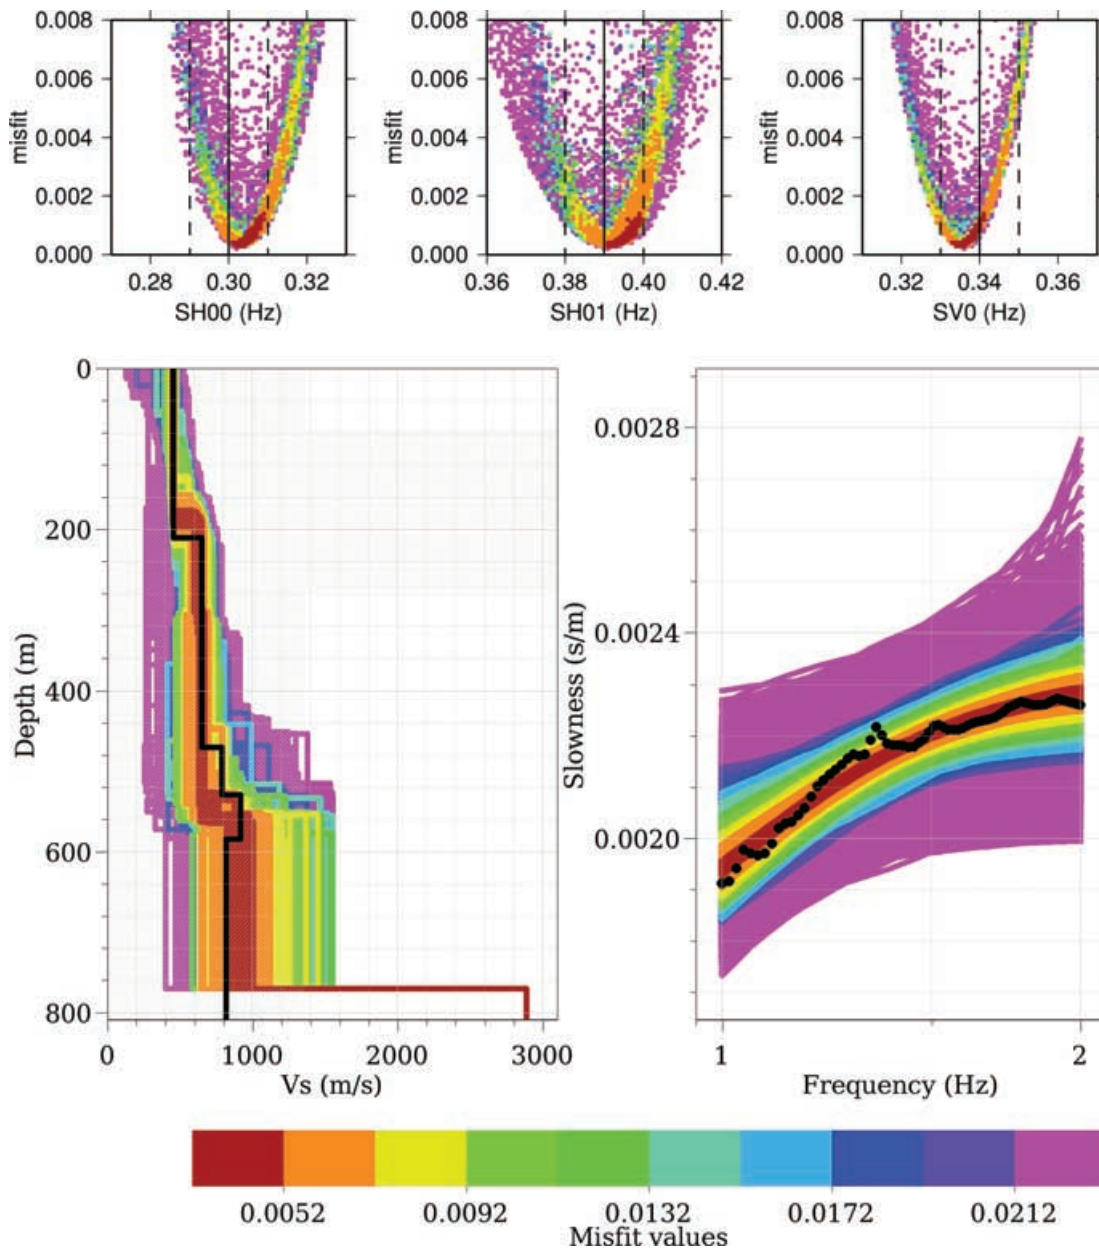 0.008 0.008 0.008
0.006 0.006 0.006
misfit misfit misfit
0.004 0.004 0.004
0.002 0.002 0.002
0.000 0.000 0.000
0.28 0.30 0.32 0.36 0.38 0.40 0.42 0.32 0.34 0.36
SH00 (Hz) SH01 (Hz) SV0 (Hz)
0
200
400
600
800
Depth (m)
0 1000 2000 3000
Vs (m/s)
0.0028
0.0024
0.0020
Slowness (s/m)
1 2
Frequency (Hz)
0.0052 0.0092 0.0132 0.0172 0.0212
Misfit values